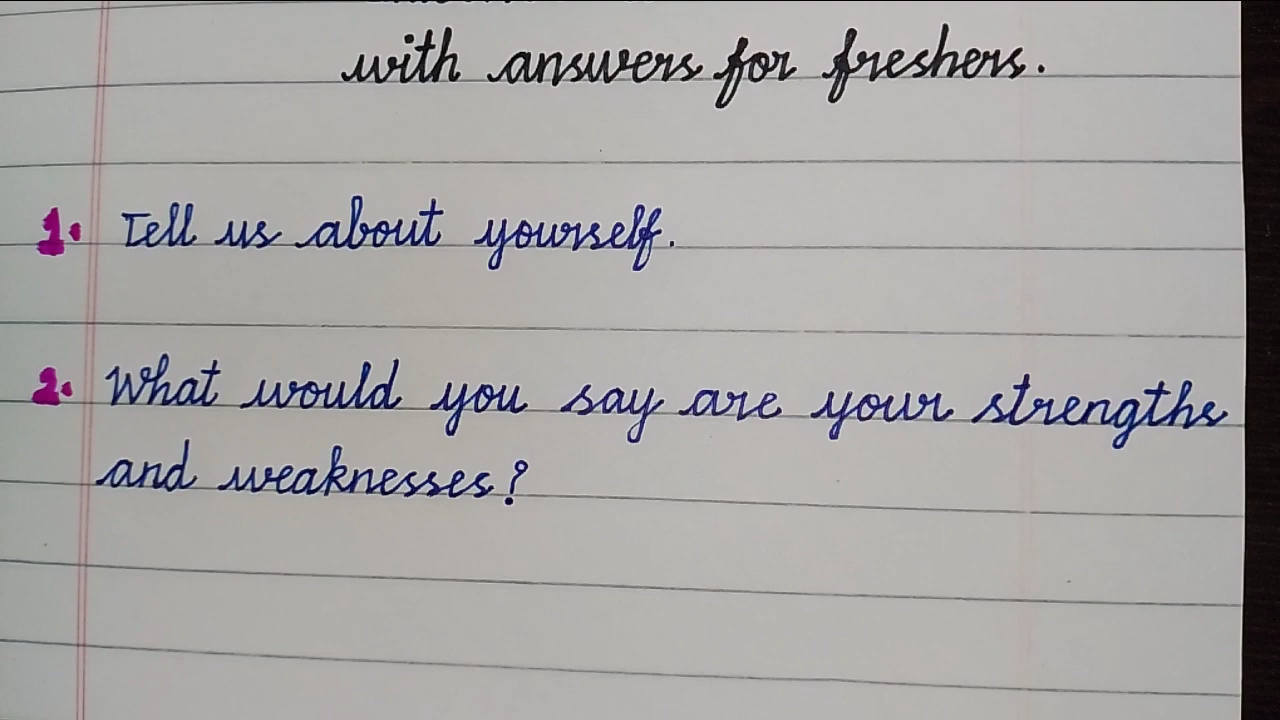 with answers for freshers.
1. Tell us about yourself.
2. What would you say are your strengths
and weaknesses?